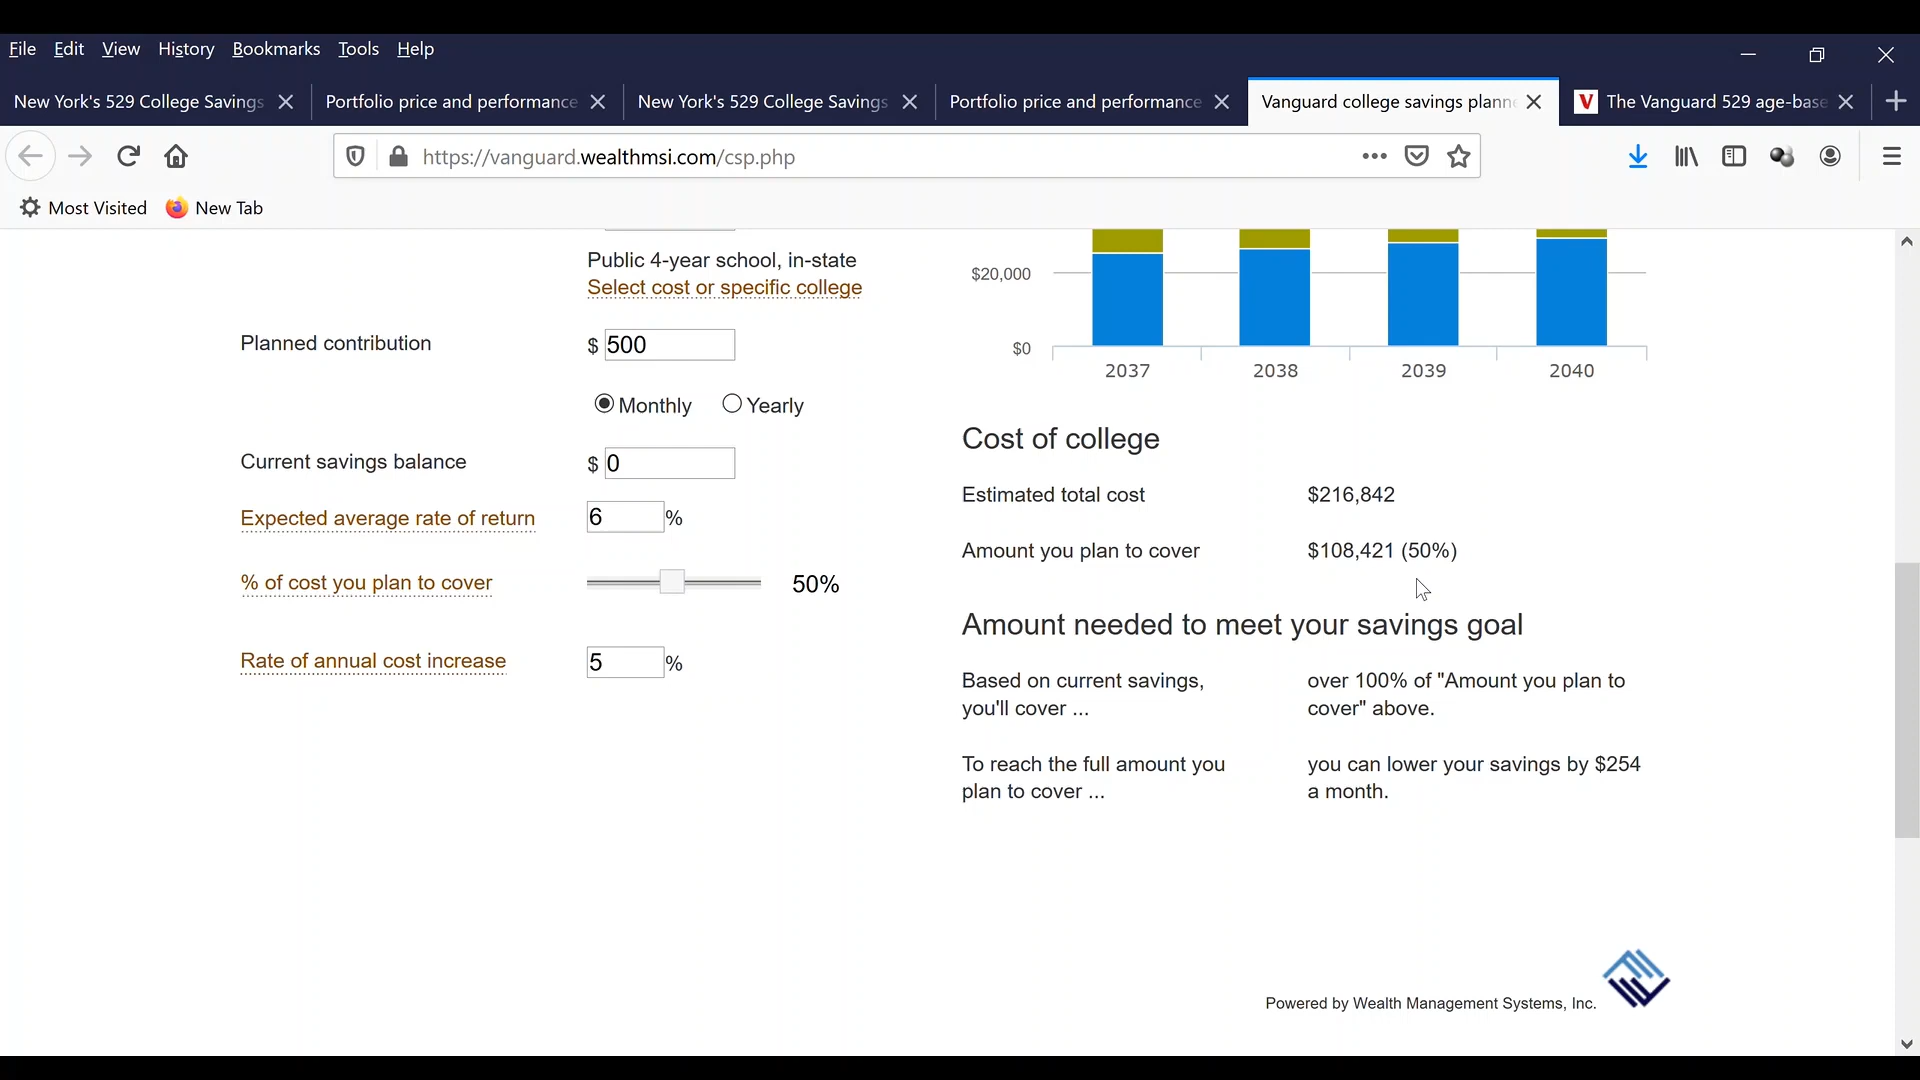 File Edit View History Bookmarks Tools Help
New York's 529 College Savings Portfolio price and performance New York's 529 College Savings Portfolio price and performance Vanguard college savings plann The Vanguard 529 age-base
https://vanguard.wealthmsi.com/csp.php
Most Visited New Tab
Public 4-year school, in-state
Select cost or specific college
Planned contribution $ 500
Monthly Yearly
Current savings balance $ 0
Expected average rate of return 6 %
% of cost you plan to cover 50%
Rate of annual cost increase 5 %
$20,000
$0
2037 2038 2039 2040
Cost of college
Estimated total cost $216,842
Amount you plan to cover $108,421 (50%)
Amount needed to meet your savings goal
Based on current savings, over 100% of "Amount you plan to
you'll cover ... cover" above.
To reach the full amount you you can lower your savings by $254
plan to cover ... a month.
Powered by Wealth Management Systems, Inc.